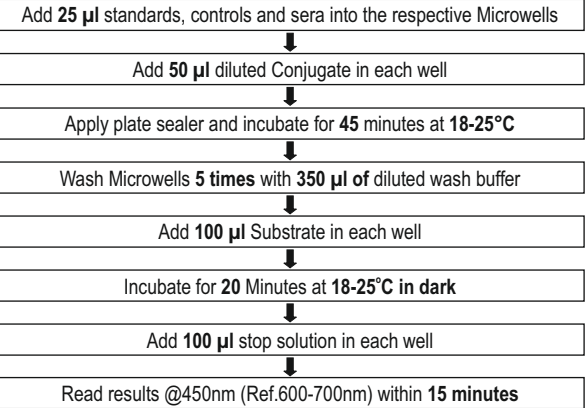 Add 25 µl standards, controls and sera into the respective Microwells
Add 50 µl diluted Conjugate in each well
Apply plate sealer and incubate for 45 minutes at 18-25°C
Wash Microwells 5 times with 350 µl of diluted wash buffer
Add 100 µl Substrate in each well
Incubate for 20 Minutes at 18-25°C in dark
Add 100 µl stop solution in each well
Read results @450nm (Ref.600-700nm) within 15 minutes